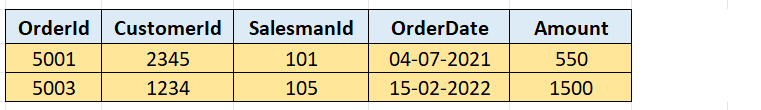 OrderId CustomerId SalesmanId OrderDate Amount
5001 2345 101 04-07-2021 550
5003 1234 105 15-02-2022 1500